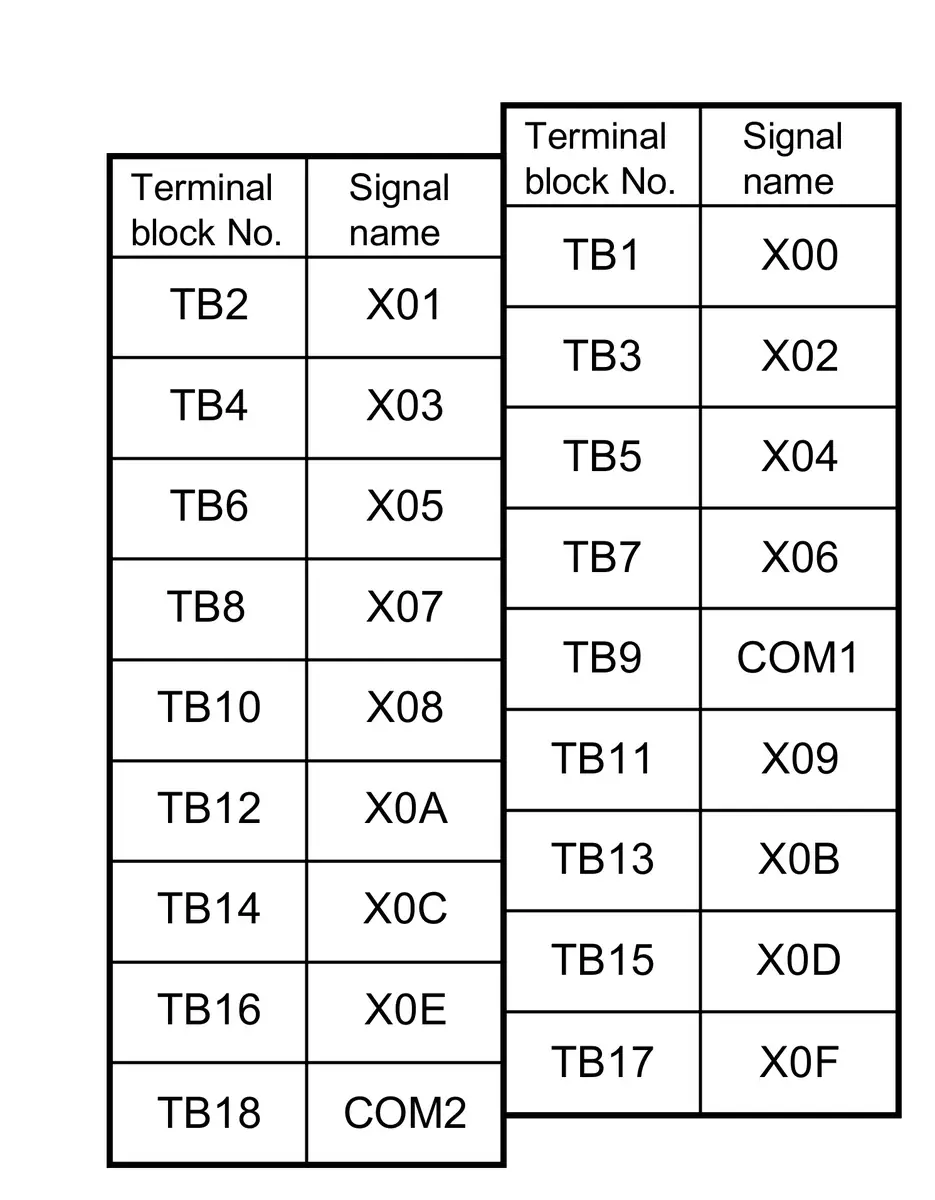 Terminal block No. Signal name
TB2 X01
TB4 X03
TB6 X05
TB8 X07
TB10 X08
TB12 X0A
TB14 X0C
TB16 X0E
TB18 COM2
Terminal block No. Signal name
TB1 X00
TB3 X02
TB5 X04
TB7 X06
TB9 COM1
TB11 X09
TB13 X0B
TB15 X0D
TB17 X0F